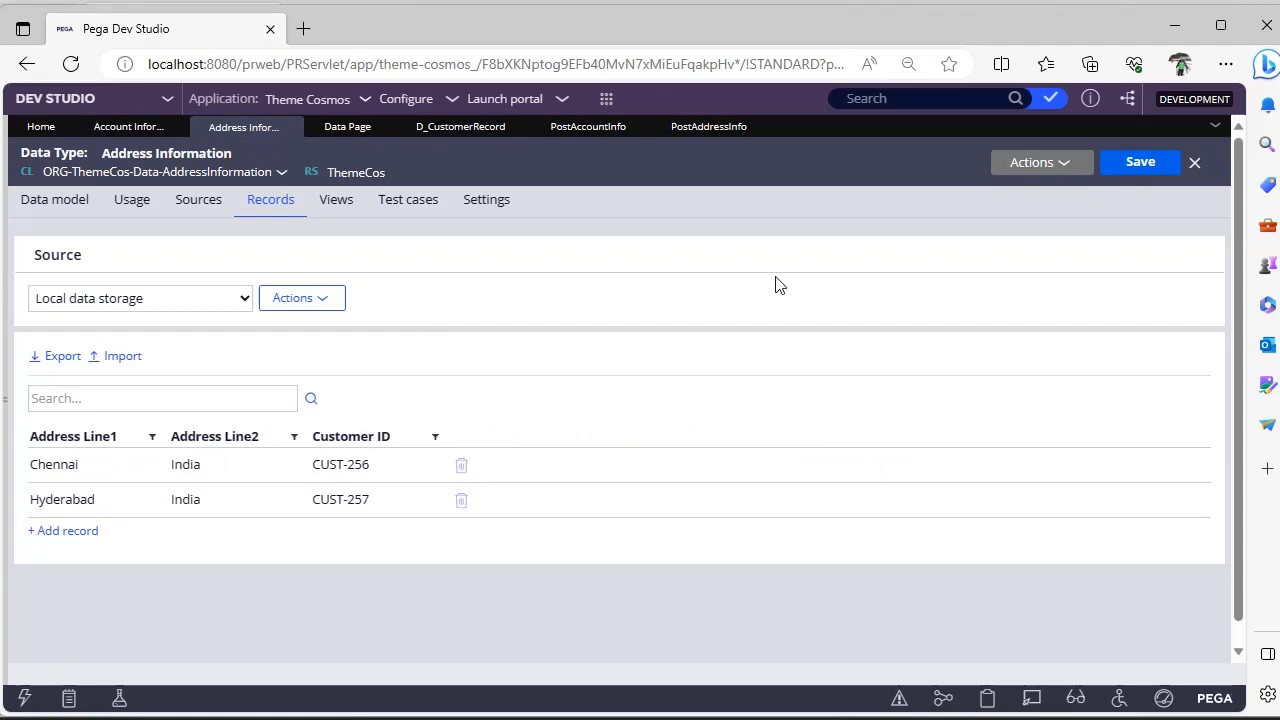 PEGA Pega Dev Studio
localhost:8080/prweb/PRServlet/app/theme-cosmos_/F8bXKNptog9EFb40MvN7xMiEuFqakpHv*/!STANDARD?p...
DEV STUDIO Application: Theme Cosmos Configure Launch portal Search DEVELOPMENT
Home Account Infor... Address Infor... Data Page D_CustomerRecord PostAccountInfo PostAddressInfo
Data Type: Address Information
CL ORG-ThemeCos-Data-AddressInformation RS ThemeCos
Actions Save
Data model Usage Sources Records Views Test cases Settings
Source
Local data storage Actions
Export Import
Search...
Address Line1 Address Line2 Customer ID
Chennai India CUST-256
Hyderabad India CUST-257
+ Add record
PEGA